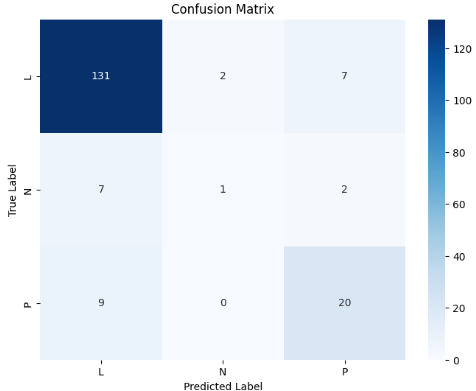 Confusion Matrix
L 131 2 7
N 7 1 2
P 9 0 20
L N P
Predicted Label
True Label
120
100
80
60
40
20
0